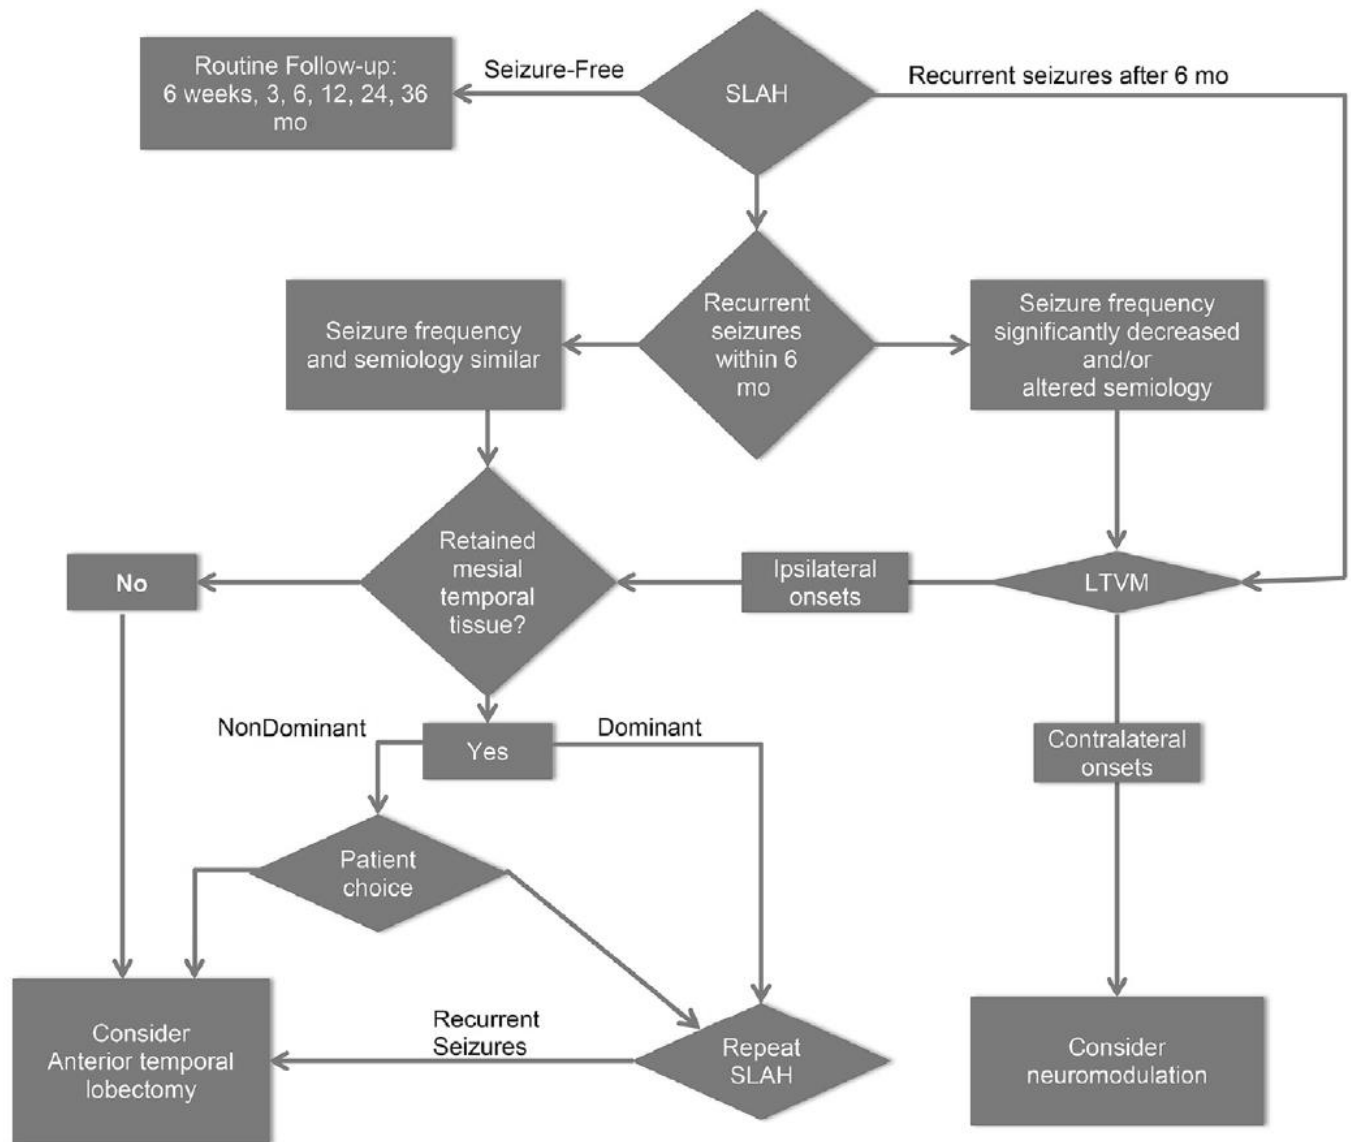 Routine Follow-up:
6 weeks, 3, 6, 12, 24, 36
mo
Seizure-Free
SLAH
Recurrent seizures after 6 mo
Seizure frequency
and semiology similar
Recurrent
seizures
within 6
mo
Seizure frequency
significantly decreased
and/or
altered semiology
No
Retained
mesial
temporal
tissue?
Ipsilateral
onsets
LTVM
NonDominant
Yes
Dominant
Contralateral
onsets
Patient
choice
Consider
Anterior temporal
lobectomy
Recurrent
Seizures
Repeat
SLAH
Consider
neuromodulation